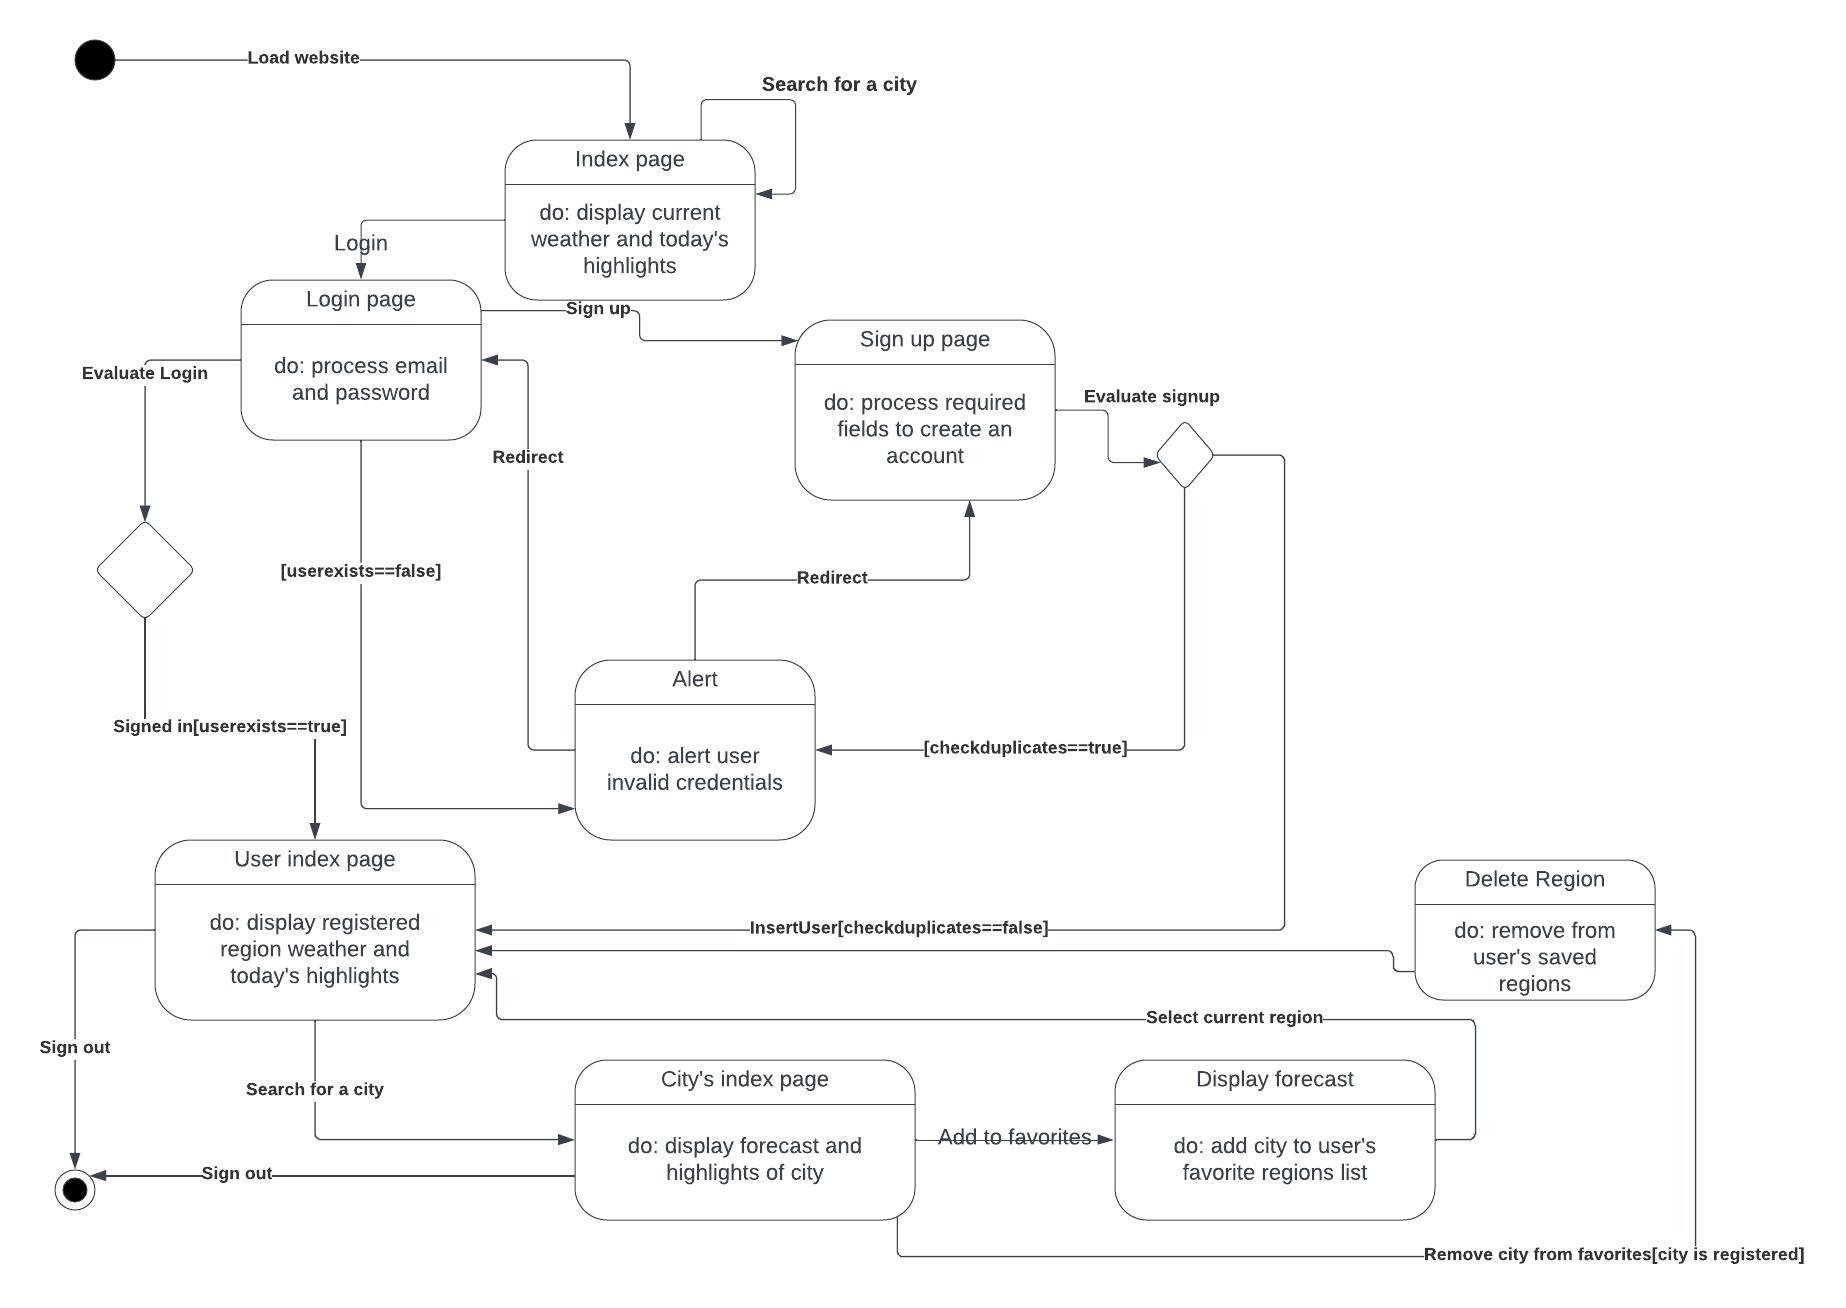 Load website
Search for a city
Index page
do: display current
weather and today's
highlights
Login
Login page
do: process email
and password
Sign up
Sign up page
do: process required
fields to create an
account
Evaluate Login
Evaluate signup
Redirect
[userexists==false]
Redirect
Alert
do: alert user
invalid credentials
[checkduplicates==true]
Signed in[userexists==true]
User index page
do: display registered
region weather and
today's highlights
InsertUser[checkduplicates==false]
Delete Region
do: remove from
user's saved
regions
Select current region
Sign out
Search for a city
City's index page
do: display forecast and
highlights of city
Add to favorites
Display forecast
do: add city to user's
favorite regions list
Sign out
Remove city from favorites[city is registered]